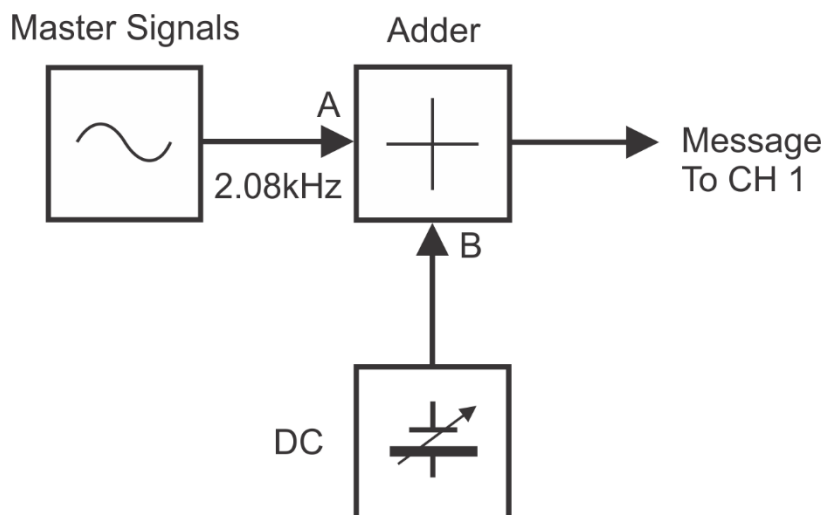 Master Signals
Adder
A
2.08kHz
Message
To CH 1
B
DC